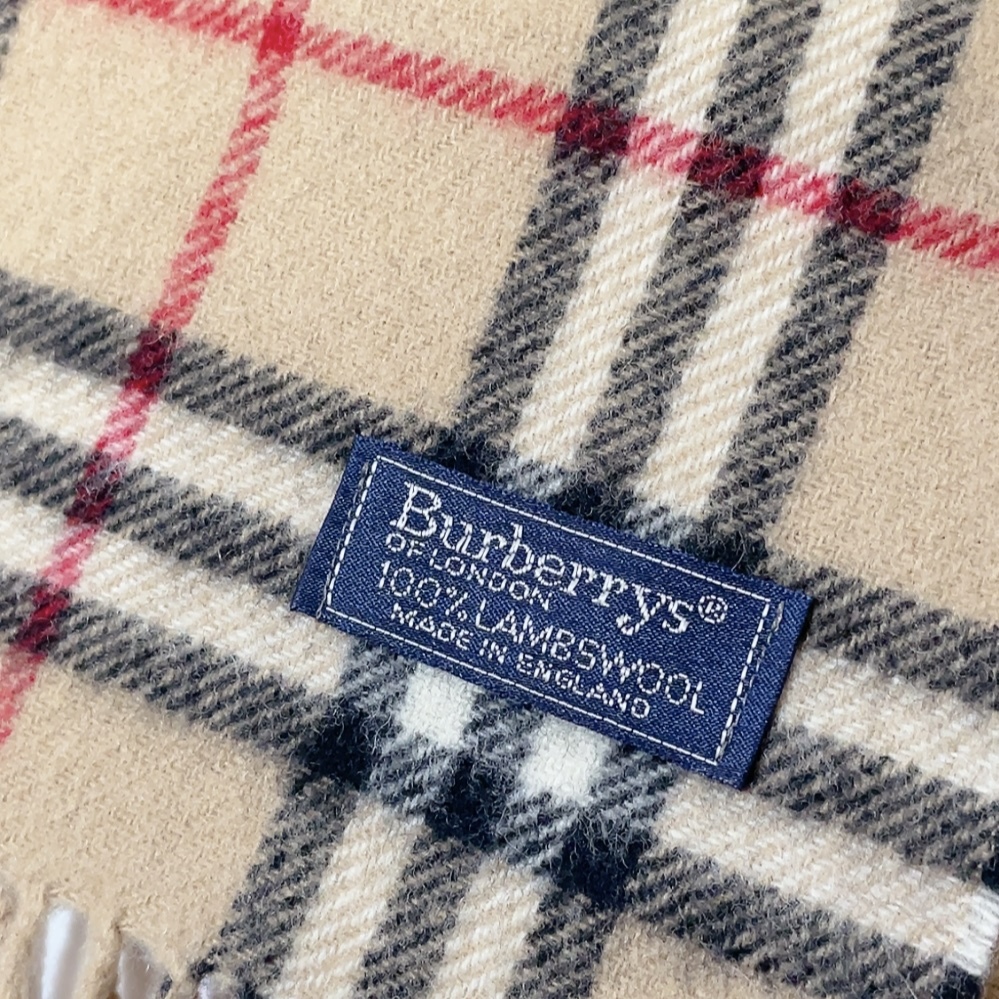 Burberrys®
OF LONDON
100% LAMBSWOOL
MADE IN ENGLAND